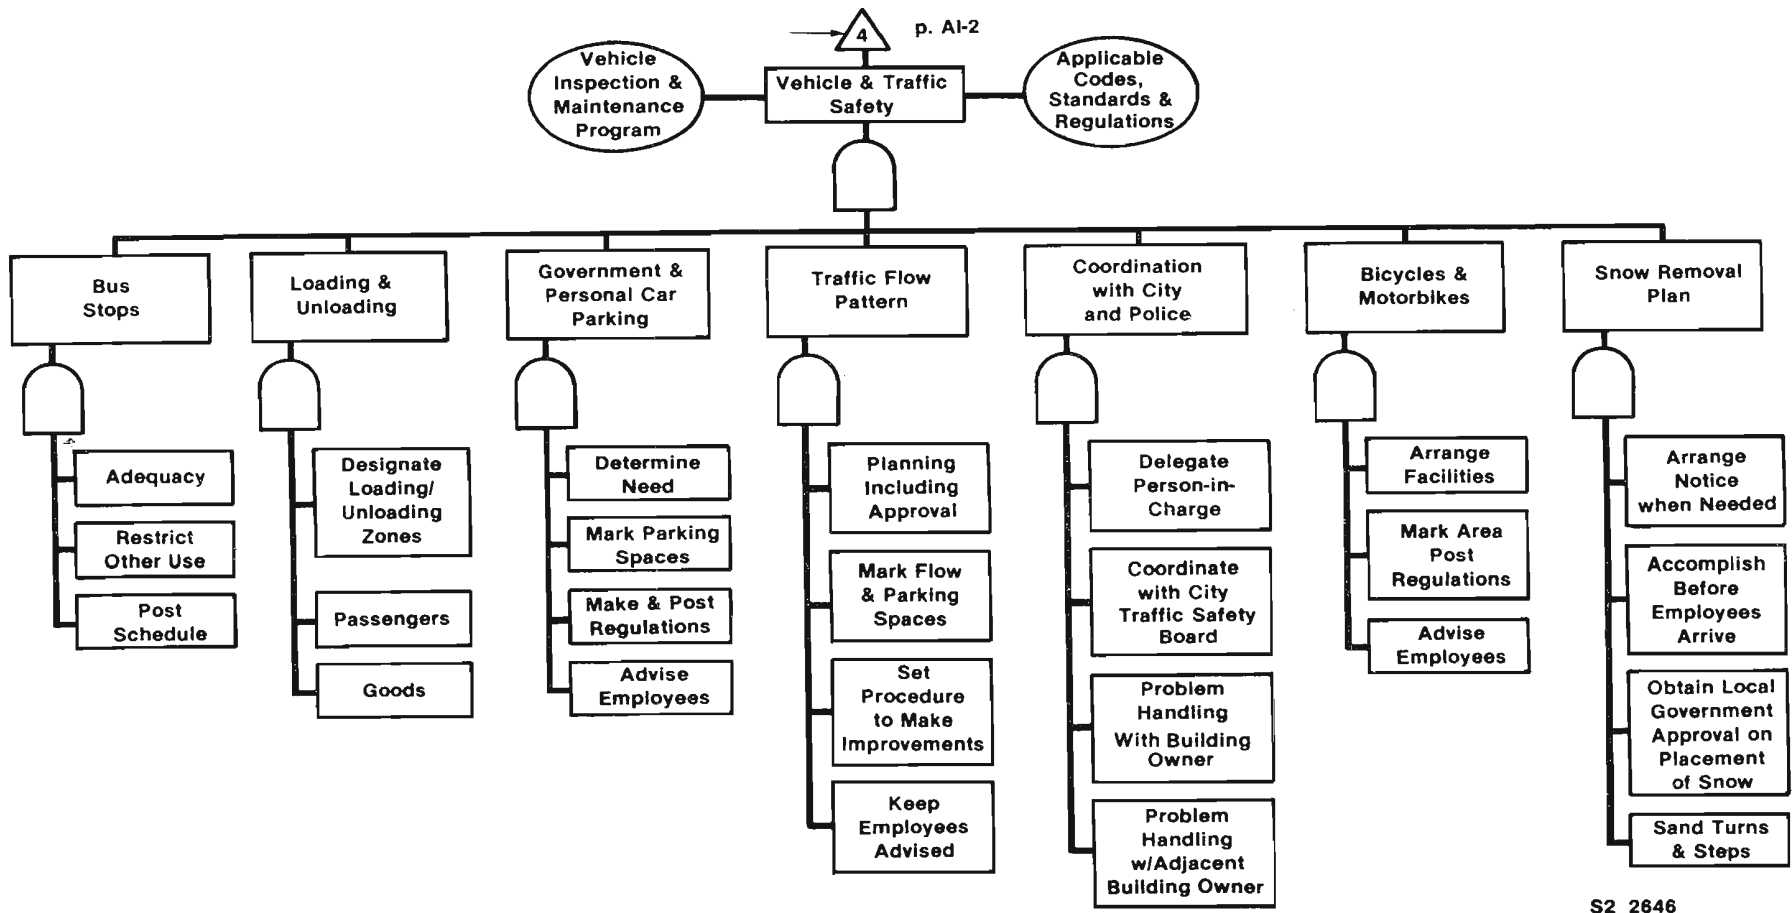 4
p. AI-2
Vehicle
Inspection &
Maintenance
Program
Vehicle & Traffic
Safety
Applicable
Codes,
Standards &
Regulations
Bus
Stops
Loading &
Unloading
Government &
Personal Car
Parking
Traffic Flow
Pattern
Coordination
with City
and Police
Bicycles &
Motorbikes
Snow Removal
Plan
Adequacy
Restrict
Other Use
Post
Schedule
Designate
Loading/
Unloading
Zones
Passengers
Goods
Determine
Need
Mark Parking
Spaces
Make & Post
Regulations
Advise
Employees
Planning
Including
Approval
Mark Flow
& Parking
Spaces
Set
Procedure
to Make
Improvements
Keep
Employees
Advised
Delegate
Person-in-
Charge
Coordinate
with City
Traffic Safety
Board
Problem
Handling
With Building
Owner
Problem
Handling
w/Adjacent
Building Owner
Arrange
Facilities
Mark Area
Post
Regulations
Advise
Employees
Arrange
Notice
when Needed
Accomplish
Before
Employees
Arrive
Obtain Local
Government
Approval on
Placement
of Snow
Sand Turns
& Steps
S2 2646